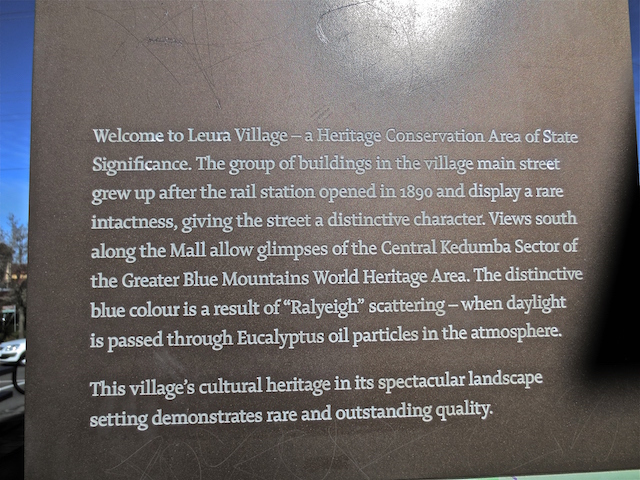 Welcome to Leura Village – a Heritage Conservation Area of State
Significance. The group of buildings in the village main street
grew up after the rail station opened in 1890 and display a rare
intactness, giving the street a distinctive character. Views south
along the Mall allow glimpses of the Central Kedumba Sector of
the Greater Blue Mountains World Heritage Area. The distinctive
blue colour is a result of “Ralyeigh” scattering – when daylight
is passed through Eucalyptus oil particles in the atmosphere.
This village’s cultural heritage in its spectacular landscape
setting demonstrates rare and outstanding quality.